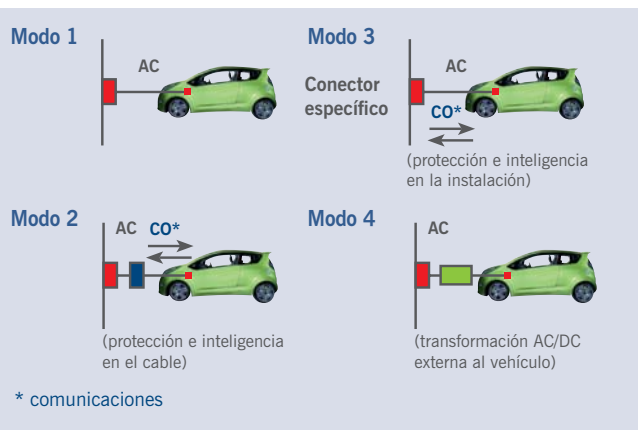 Modo 1
AC
Modo 3
AC
Conector
específico
CO*
(protección e inteligencia
en la instalación)
Modo 2
AC CO*
(protección e inteligencia
en el cable)
Modo 4
AC
(transformación AC/DC
externa al vehículo)
* comunicaciones